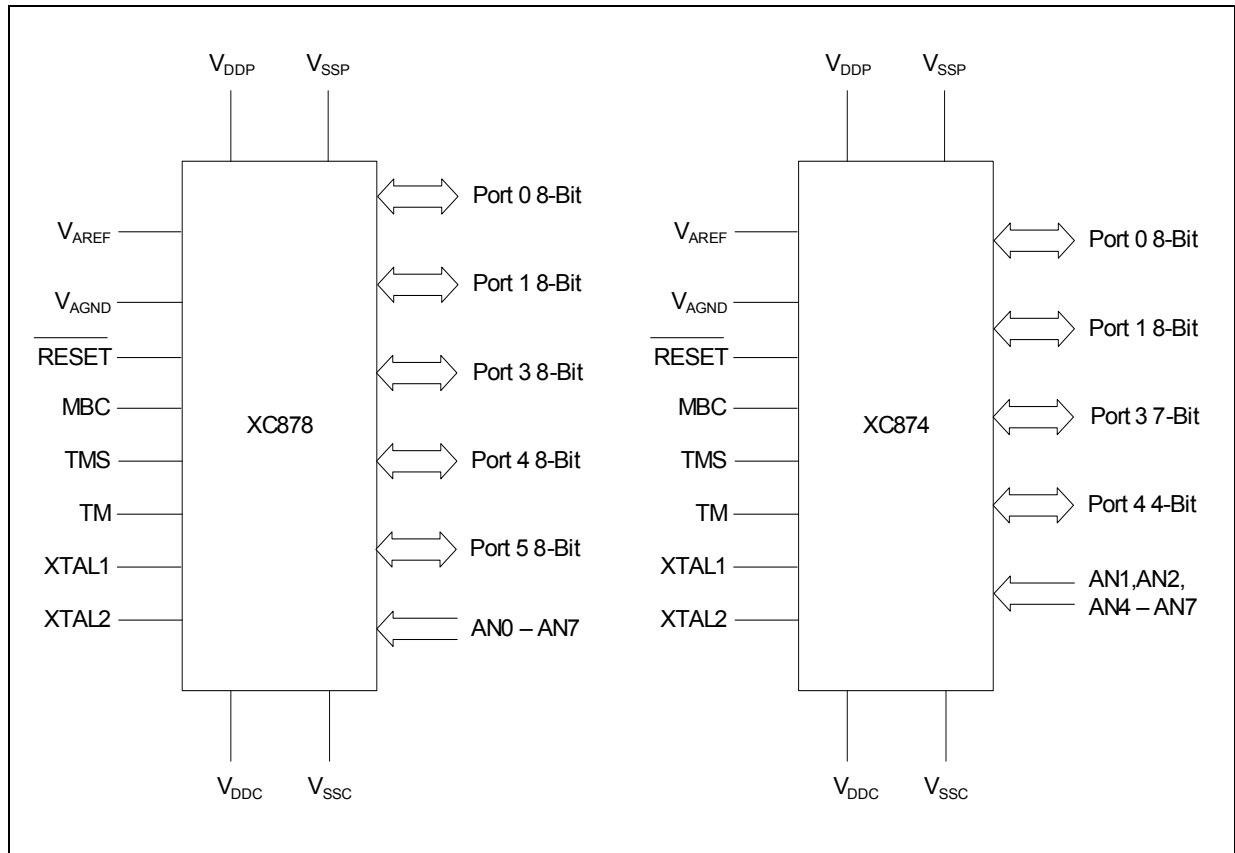 VDDP VSSP
VAREF
VAGND
RESET
MBC
TMS
TM
XTAL1
XTAL2
XC878
Port 0 8-Bit
Port 1 8-Bit
Port 3 8-Bit
Port 4 8-Bit
Port 5 8-Bit
AN0 – AN7
VDDC VSSC
VDDP VSSP
VAREF
VAGND
RESET
MBC
TMS
TM
XTAL1
XTAL2
XC874
Port 0 8-Bit
Port 1 8-Bit
Port 3 7-Bit
Port 4 4-Bit
AN1,AN2,
AN4 – AN7
VDDC VSSC